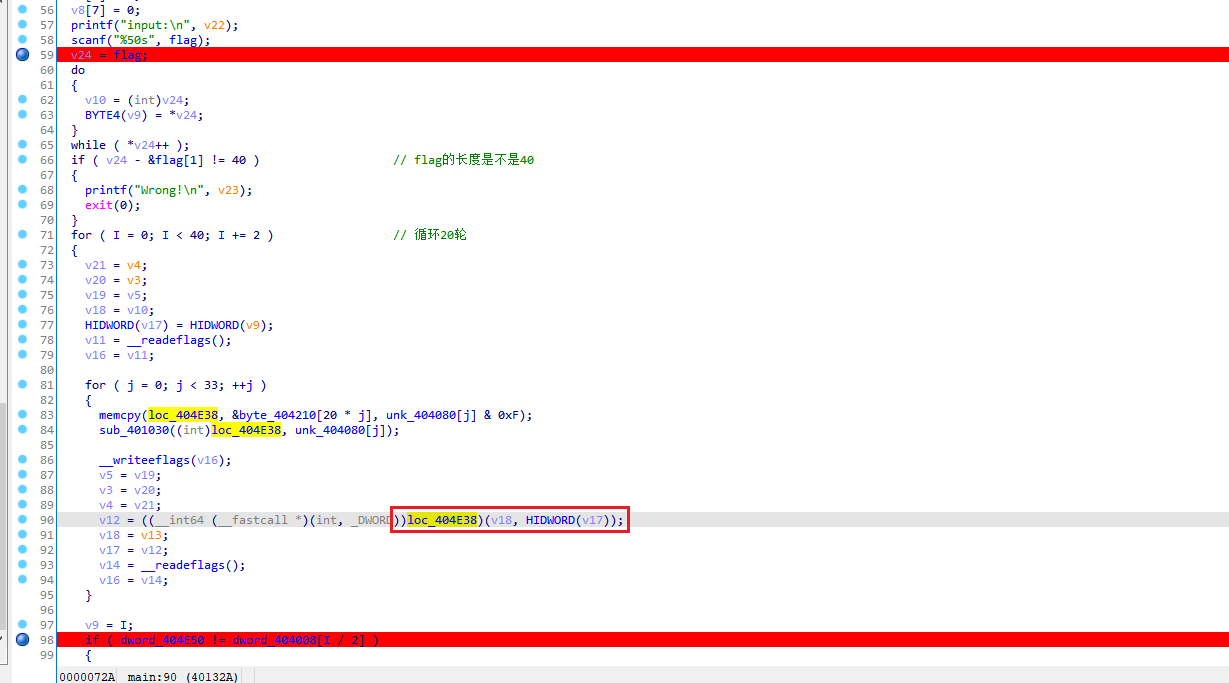 56 v8[7] = 0;
57 printf("input:\n", v22);
58 scanf("%50s", flag);
59 v24 = flag;
60 do
61 {
62 v10 = (int)v24;
63 BYTE4(v9) = *v24;
64 }
65 while ( *v24++ );
66 if ( v24 - &flag[1] != 40 ) // flag的长度是不是40
67 {
68 printf("Wrong!\n", v23);
69 exit(0);
70 }
71 for ( I = 0; I < 40; I += 2 ) // 循环20轮
72 {
73 v21 = v4;
74 v20 = v3;
75 v19 = v5;
76 v18 = v10;
77 HIDWORD(v17) = HIDWORD(v9);
78 v11 = __readeflags();
79 v16 = v11;
80
81 for ( j = 0; j < 33; ++j )
82 {
83 memcpy(loc_404E38, &byte_404210[20 * j], unk_404080[j] & 0xF);
84 sub_401030((int)loc_404E38, unk_404080[j]);
85
86 __writeeflags(v16);
87 v5 = v19;
88 v3 = v20;
89 v4 = v21;
90 v12 = ((__int64 (__fastcall *)(int, _DWORD))loc_404E38)(v18, HIDWORD(v17));
91 v18 = v13;
92 v17 = v12;
93 v14 = __readeflags();
94 v16 = v14;
95 }
96
97 v9 = I;
98 if ( dword_404E50 != dword_404008[I / 2] )
99 {
0000072A main:90 (40132A)